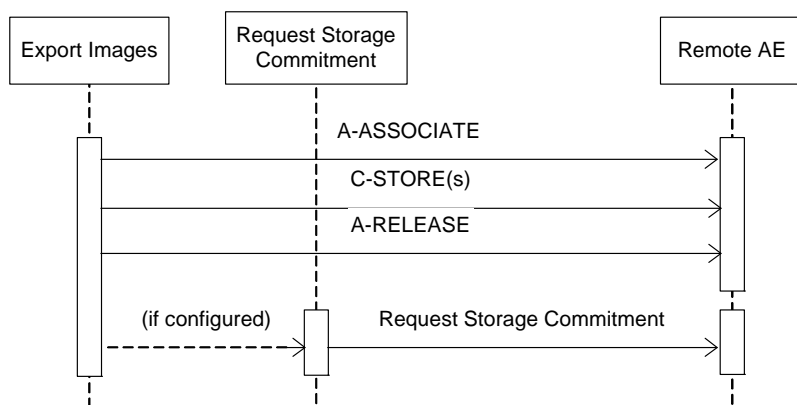 Export Images
Request Storage
Commitment
Remote AE
A-ASSOCIATE
C-STORE(s)
A-RELEASE
(if configured)
Request Storage Commitment